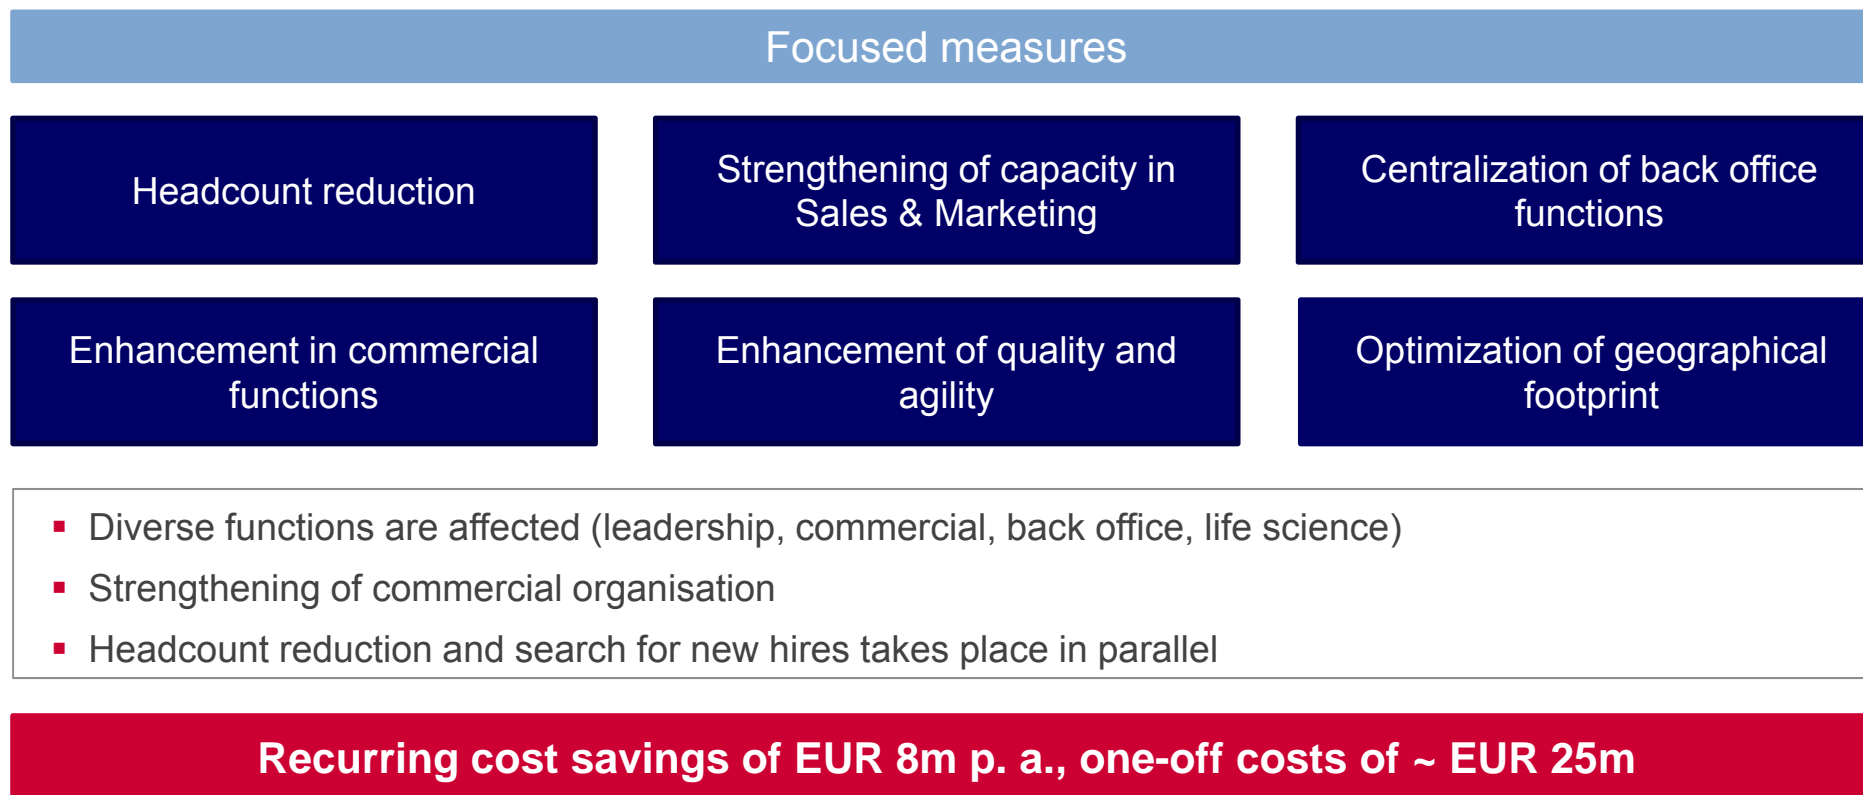 Focused measures
Headcount reduction
Strengthening of capacity in
Sales & Marketing
Centralization of back office
functions
Enhancement in commercial
functions
Enhancement of quality and
agility
Optimization of geographical
footprint
▪ Diverse functions are affected (leadership, commercial, back office, life science)
▪ Strengthening of commercial organisation
▪ Headcount reduction and search for new hires takes place in parallel
Recurring cost savings of EUR 8m p. a., one-off costs of ~ EUR 25m